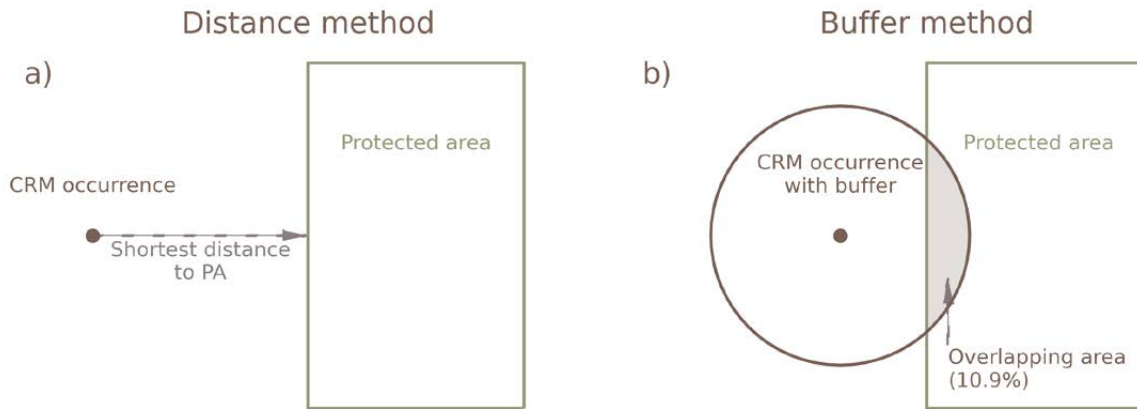 Distance method
a)
Protected area
CRM occurrence
Shortest distance
to PA
Buffer method
b)
Protected area
CRM occurrence
with buffer
Overlapping area
(10.9%)